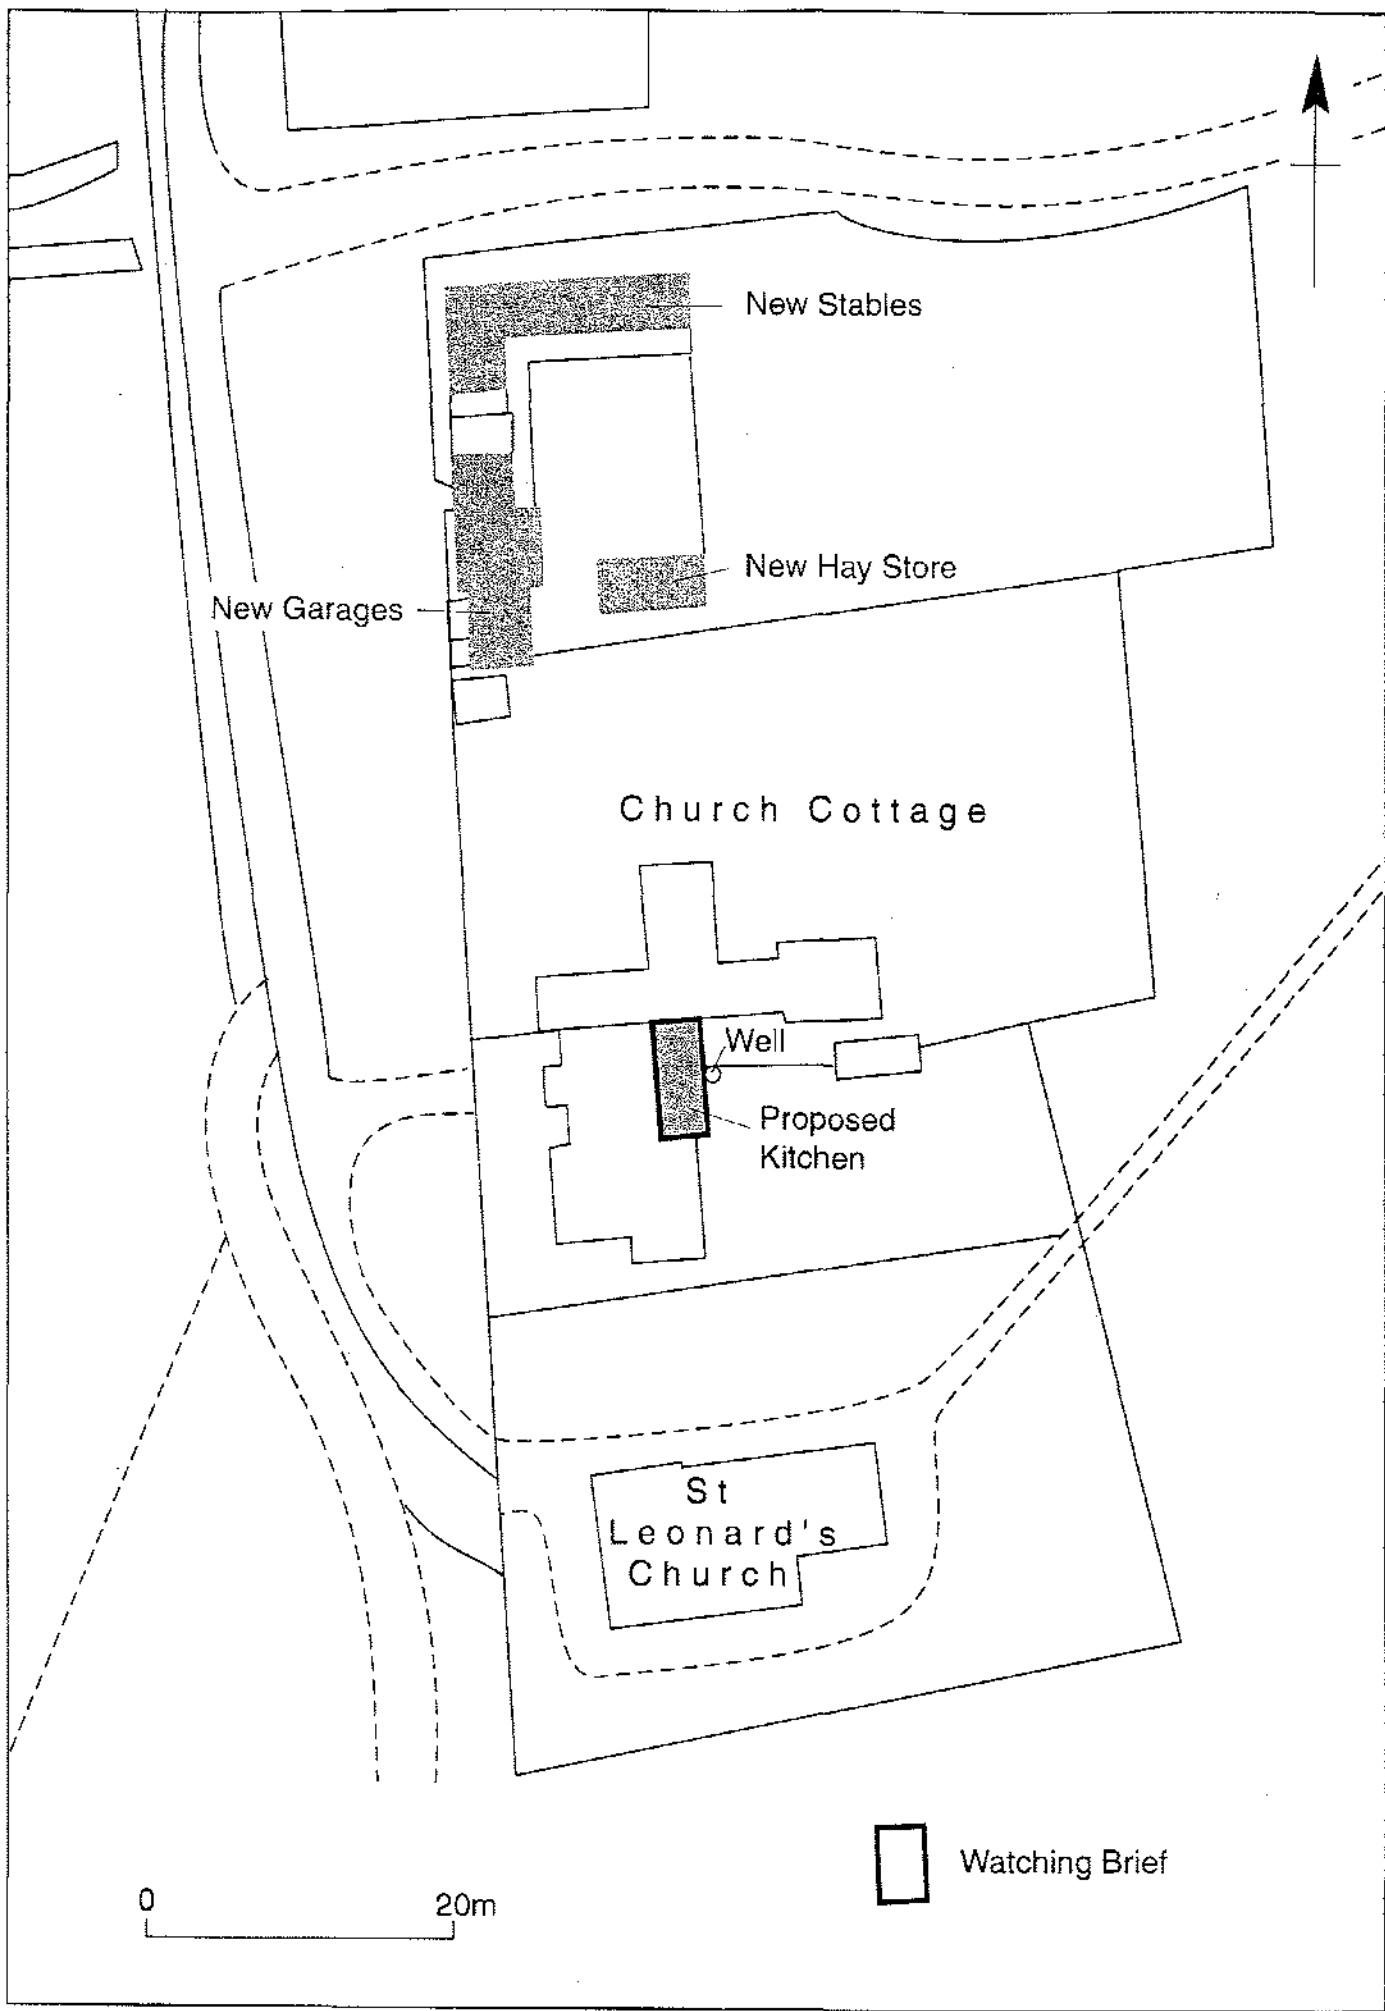 New Stables
New Hay Store
New Garages
Church Cottage
Well
Proposed
Kitchen
St
Leonard's
Church
Watching Brief
0 20m